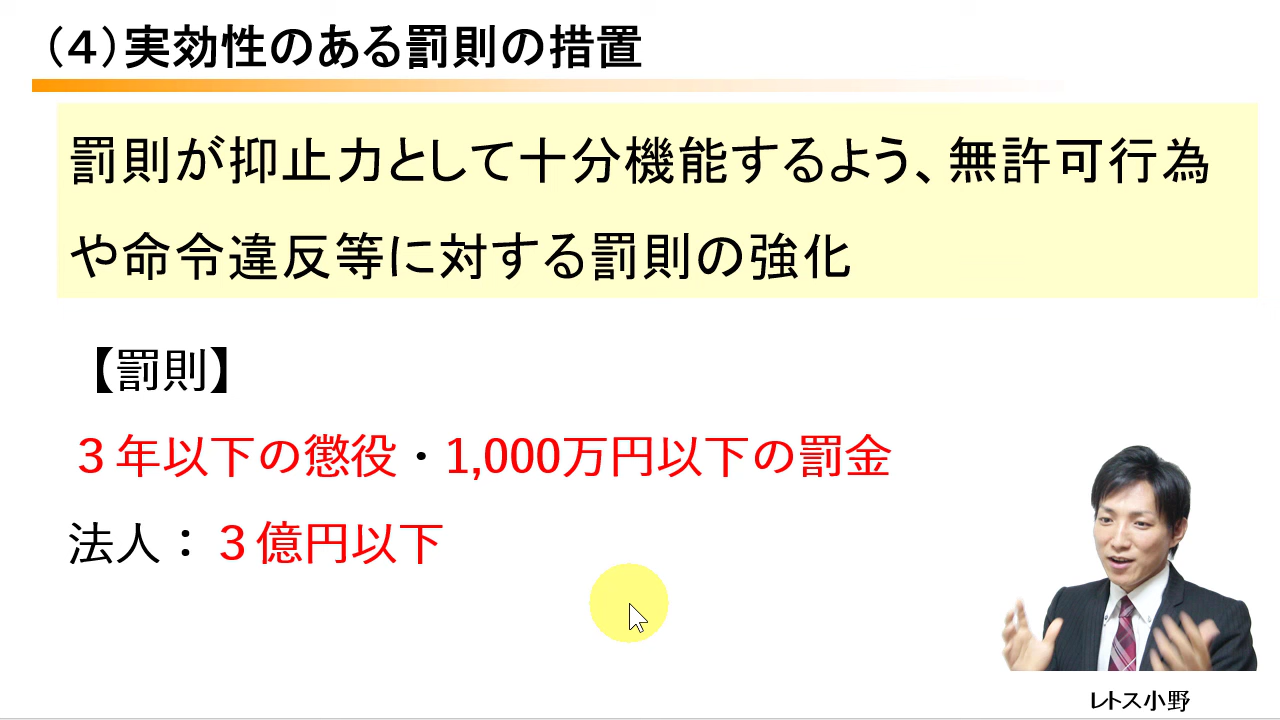 （４）実効性のある罰則の措置
罰則が抑止力として十分機能するよう、無許可行為
や命令違反等に対する罰則の強化
【罰則】
３年以下の懲役・1,000万円以下の罰金
法人：３億円以下
レトス小野